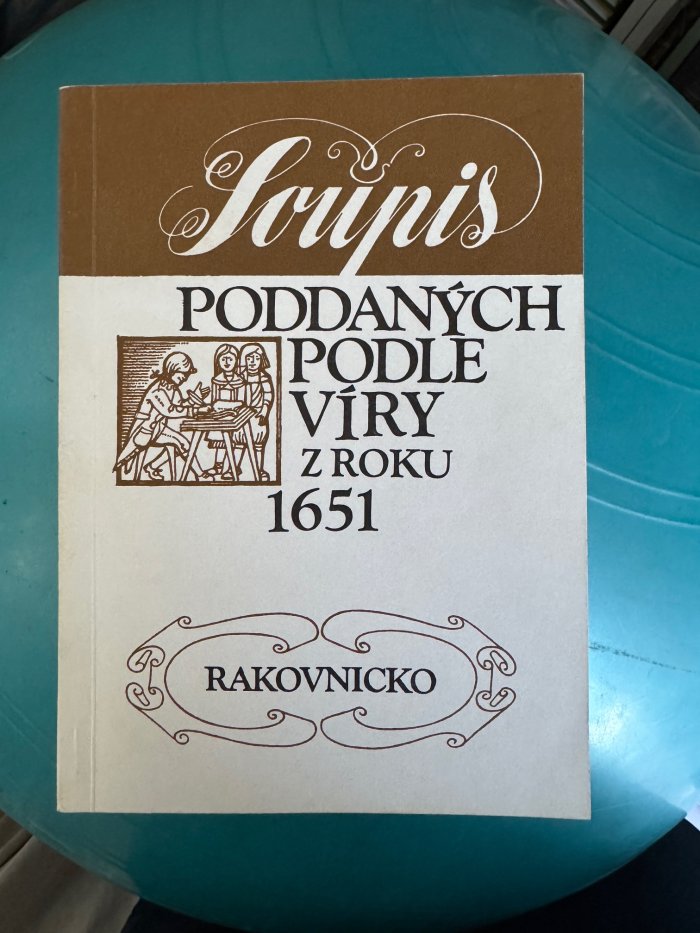 Soupis
PODDANÝCH
PODLE
VÍRY
Z ROKU
1651
RAKOVNICKO